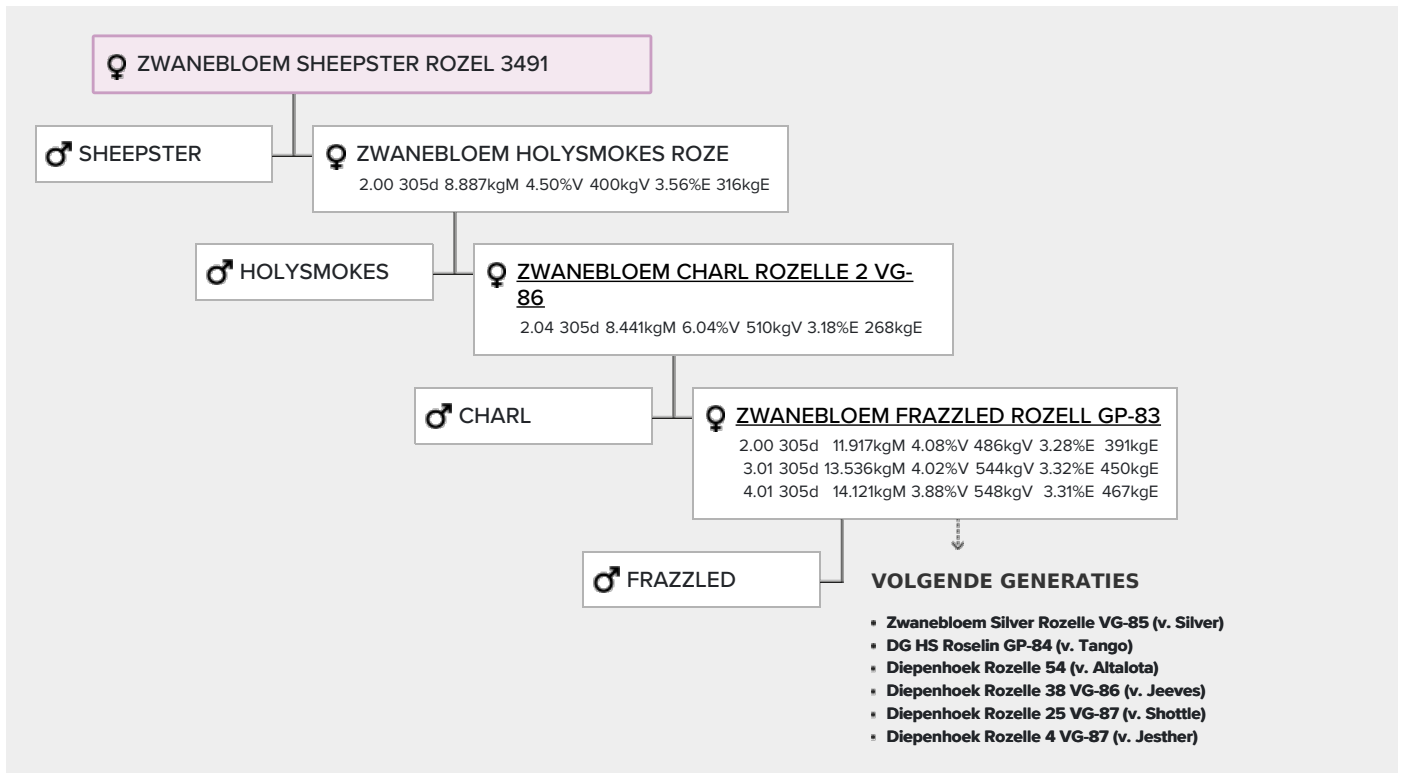 ZWANEBLOEM SHEEPSTER ROZEL 3491
SHEEPSTER
ZWANEBLOEM HOLYSMOKES ROZE
2.00 305d 8.887kgM 4.50%V 400kgV 3.56%E 316kgE
HOLYSMOKES
ZWANEBLOEM CHARL ROZELLE 2 VG-
86
2.04 305d 8.441kgM 6.04%V 510kgV 3.18%E 268kgE
CHARL
ZWANEBLOEM FRAZZLED ROZELL GP-83
2.00 305d 11.917kgM 4.08%V 486kgV 3.28%E 391kgE
3.01 305d 13.536kgM 4.02%V 544kgV 3.32%E 450kgE
4.01 305d 14.121kgM 3.88%V 548kgV 3.31%E 467kgE
FRAZZLED
VOLGENDE GENERATIES
Zwanebloem Silver Rozelle VG-85 (v. Silver)
DG HS Roselin GP-84 (v. Tango)
Diepenhoek Rozelle 54 (v. Altalota)
Diepenhoek Rozelle 38 VG-86 (v. Jeeves)
Diepenhoek Rozelle 25 VG-87 (v. Shottle)
Diepenhoek Rozelle 4 VG-87 (v. Jesther)